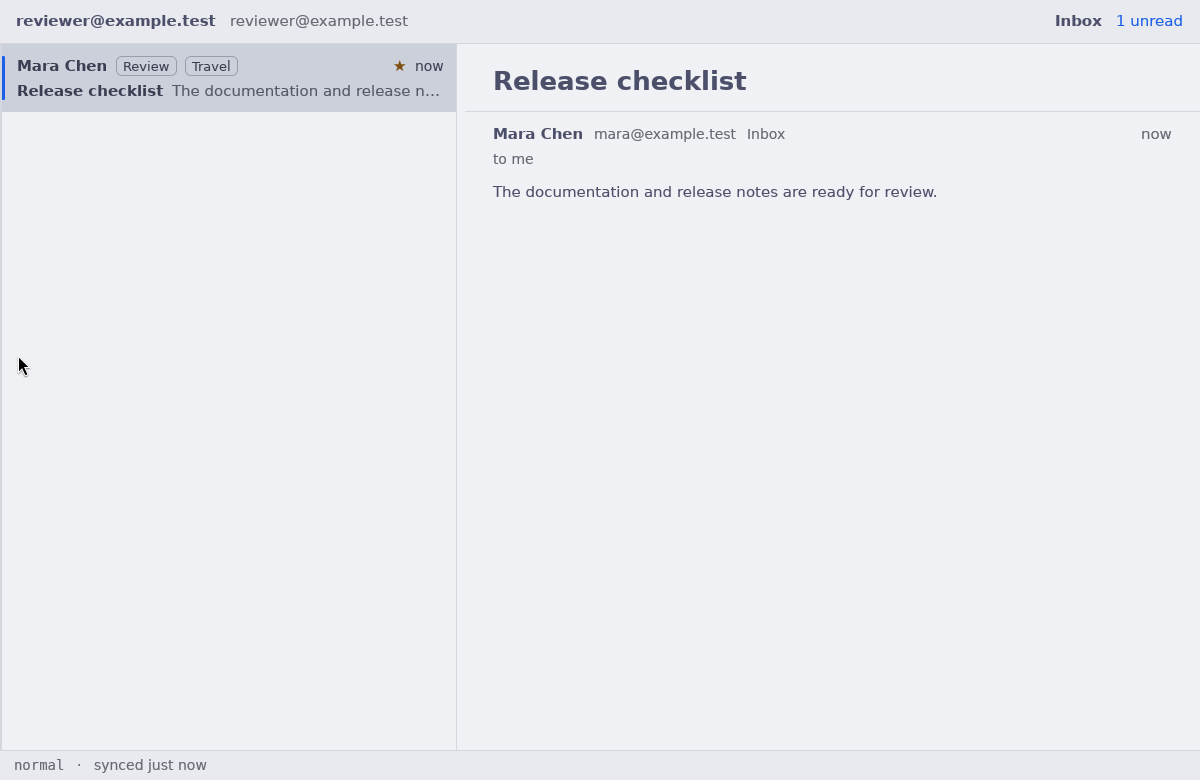 reviewer@example.test reviewer@example.test Inbox 1 unread
Mara Chen Review Travel ★ now
Release checklist The documentation and release n…
Release checklist
Mara Chen mara@example.test Inbox now
to me
The documentation and release notes are ready for review.
normal · synced just now